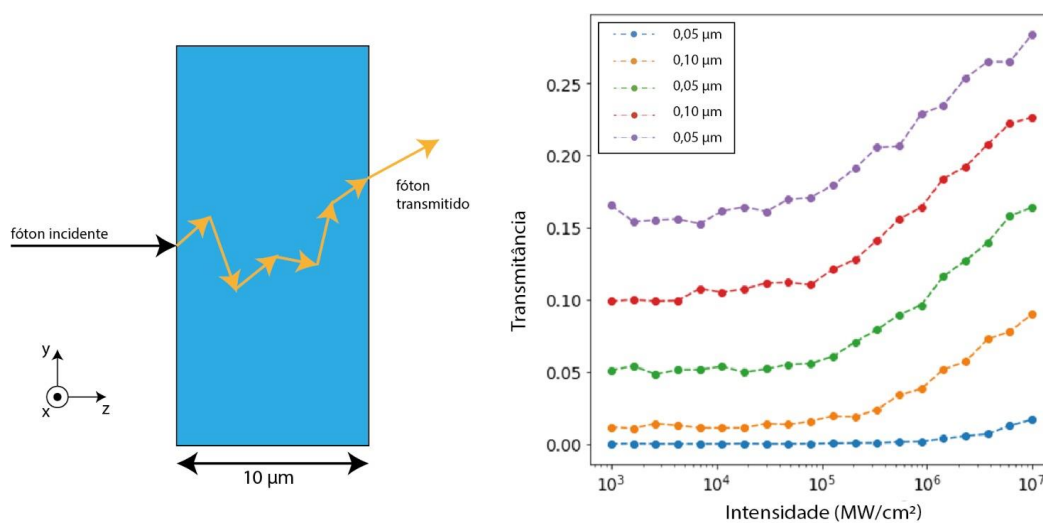 fóton incidente
fóton
transmitido
y
x
z
10 µm
0,05 µm
0,10 µm
0,05 µm
0,10 µm
0,05 µm
Transmitância
0.25
0.20
0.15
0.10
0.05
0.00
10³ 10⁴ 10⁵ 10⁶ 10⁷
Intensidade (MW/cm²)